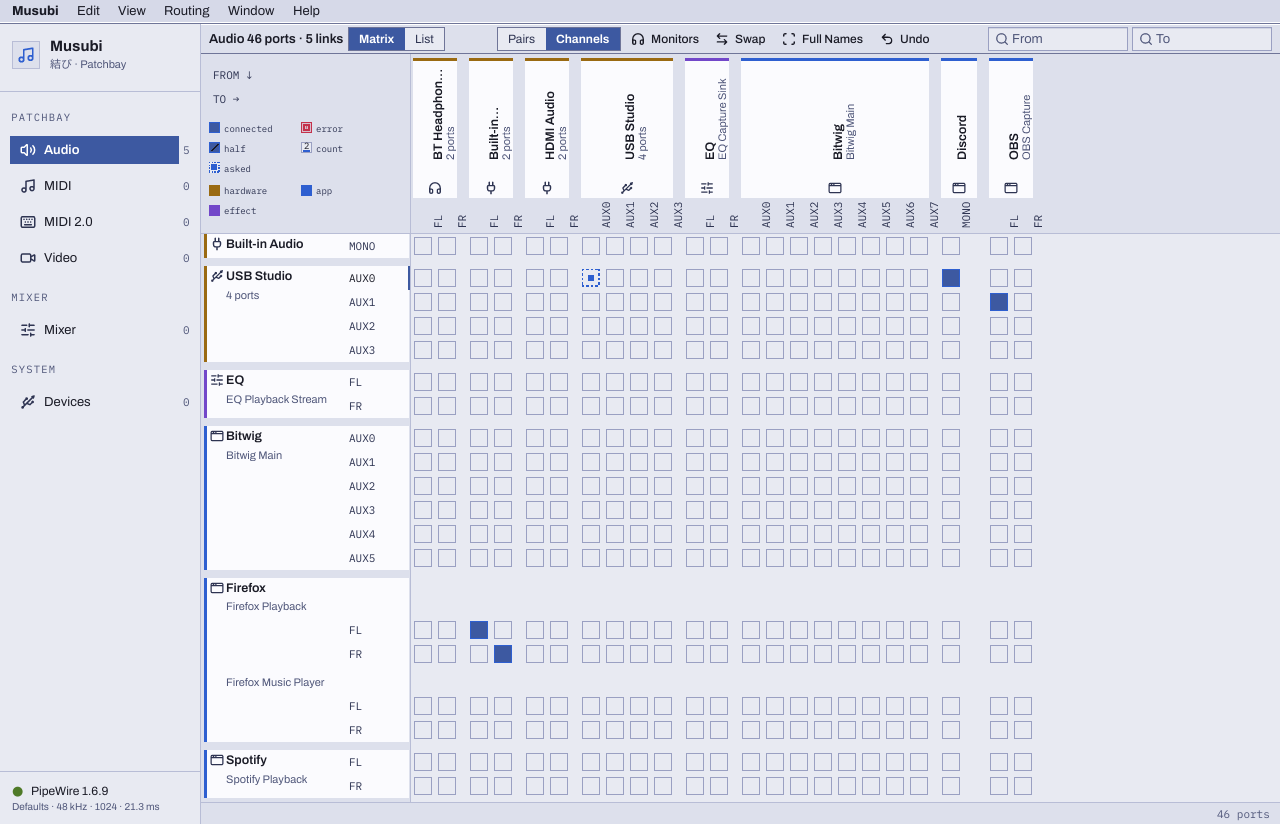 Musubi Edit View Routing Window Help
Musubi
結び · Patchbay
PATCHBAY
Audio 5
MIDI 0
MIDI 2.0 0
Video 0
MIXER
Mixer 0
SYSTEM
Devices 0
PipeWire 1.6.9
Defaults · 48 kHz · 1024 · 21.3 ms
Audio 46 ports · 5 links Matrix List Pairs Channels Monitors Swap Full Names Undo From To
FROM ↓
TO →
connected error
half 2 count
asked
hardware app
effect
BT Headphon…
2 ports
Built-in…
2 ports
HDMI Audio
2 ports
USB Studio
4 ports
EQ
EQ Capture Sink
Bitwig
Bitwig Main
Discord
OBS
OBS Capture
FL FR FL FR FL FR AUX0 AUX1 AUX2 AUX3 FL FR AUX0 AUX1 AUX2 AUX3 AUX4 AUX5 AUX6 AUX7 MONO FL FR
Built-in Audio MONO
USB Studio AUX0
4 ports
AUX1
AUX2
AUX3
EQ FL
EQ Playback Stream
FR
Bitwig AUX0
Bitwig Main
AUX1
AUX2
AUX3
AUX4
AUX5
Firefox
Firefox Playback
FL
FR
Firefox Music Player
FL
FR
Spotify FL
Spotify Playback
FR
46 ports